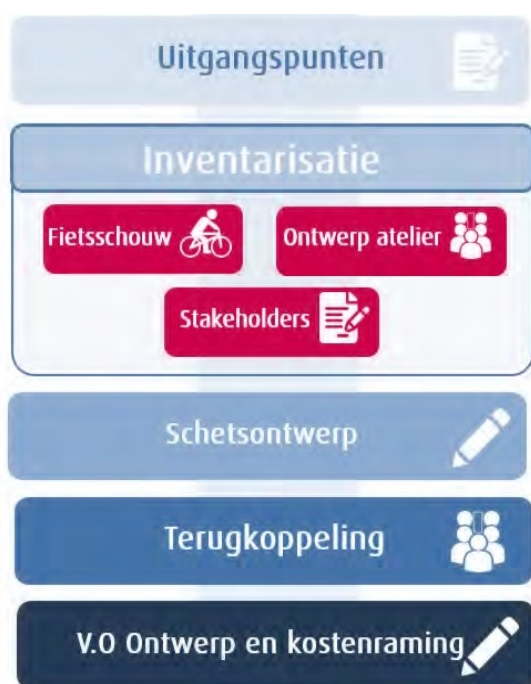 Uitgangspunten
Inventarisatie
Fietsschouw
Ontwerp atelier
Stakeholders
Schetsontwerp
Terugkoppeling
V.O Ontwerp en kostenraming